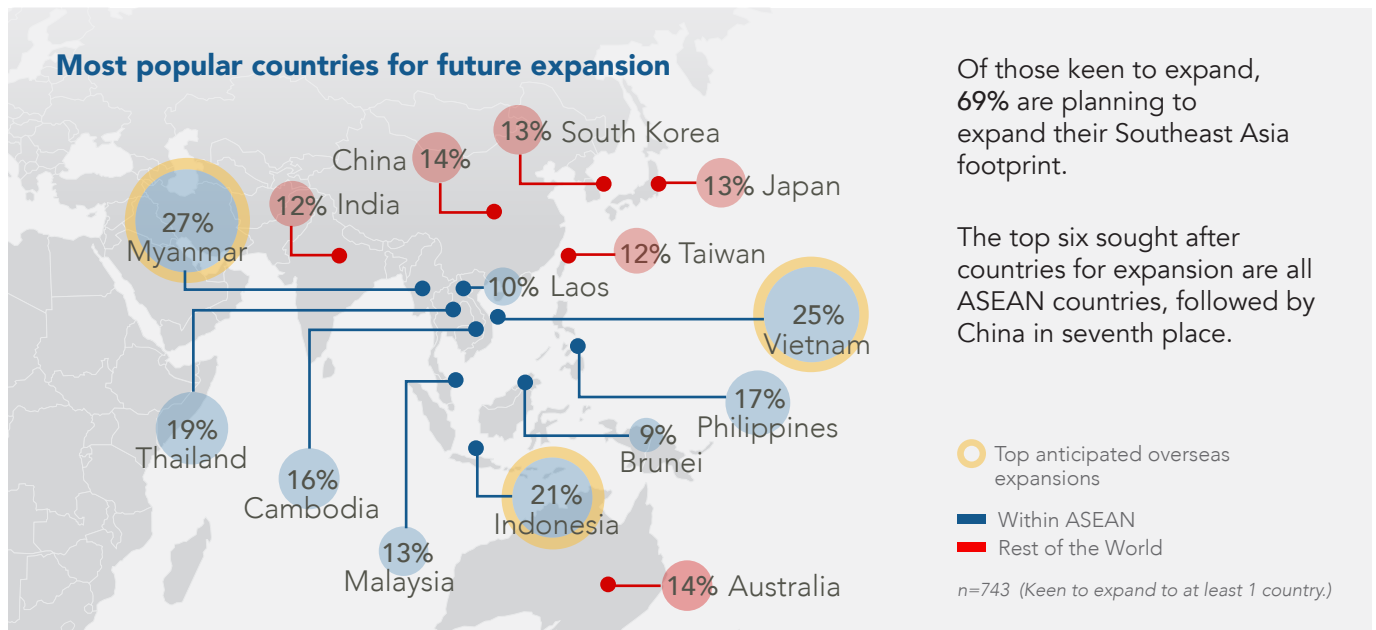 Most popular countries for future expansion
13% South Korea
China 14%
13% Japan
12% India
27%
Myanmar
12% Taiwan
10% Laos
25%
Vietnam
17%
Philippines
19%
Thailand
9%
Brunei
16%
Cambodia
21%
Indonesia
13%
Malaysia
14% Australia
Of those keen to expand,
69% are planning to
expand their Southeast Asia
footprint.
The top six sought after
countries for expansion are all
ASEAN countries, followed by
China in seventh place.
Top anticipated overseas
expansions
Within ASEAN
Rest of the World
n=743 (Keen to expand to at least 1 country.)